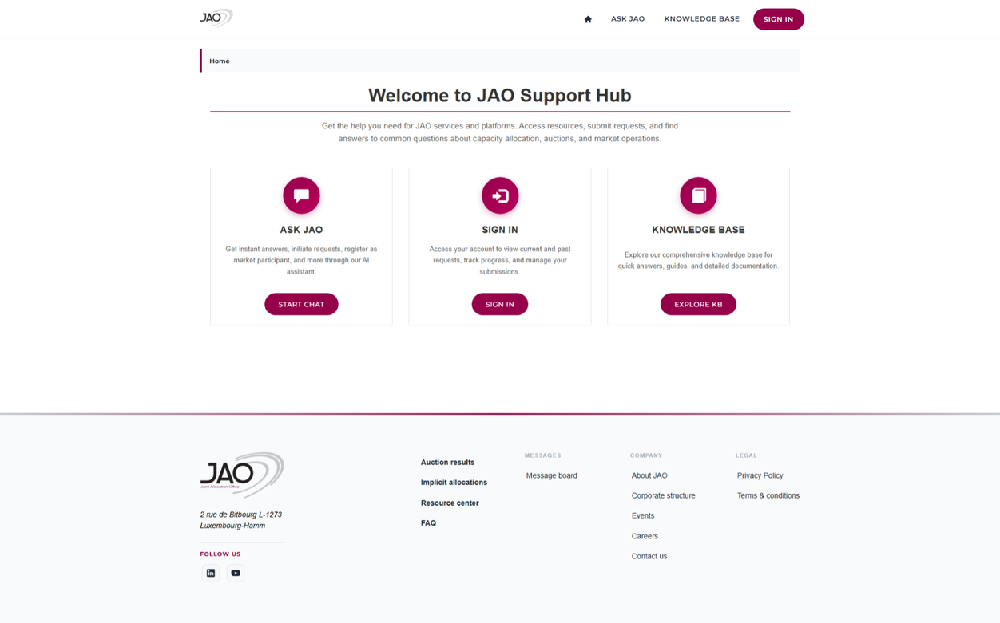 JAO
ASK JAO
KNOWLEDGE BASE
SIGN IN
Home
Welcome to JAO Support Hub
Get the help you need for JAO services and platforms. Access resources, submit requests, and find
answers to common questions about capacity allocation, auctions, and market operations.
ASK JAO
Get instant answers, initiate requests, register as
market participant, and more through our AI
assistant.
START CHAT
SIGN IN
Access your account to view current and past
requests, track progress, and manage your
submissions.
SIGN IN
KNOWLEDGE BASE
Explore our comprehensive knowledge base for
quick answers, guides, and detailed documentation.
EXPLORE KB
JAO
Joint Allocation Office
2 rue de Bitbourg L-1273
Luxembourg-Hamm
FOLLOW US
in
Auction results
Implicit allocations
Resource center
FAQ
MESSAGES
Message board
COMPANY
About JAO
Corporate structure
Events
Careers
Contact us
LEGAL
Privacy Policy
Terms & conditions